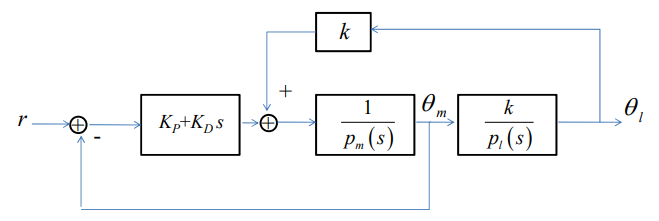 k
+
r
-
K_P+K_D s
1
p_m(s)
θ_m
k
p_l(s)
θ_l